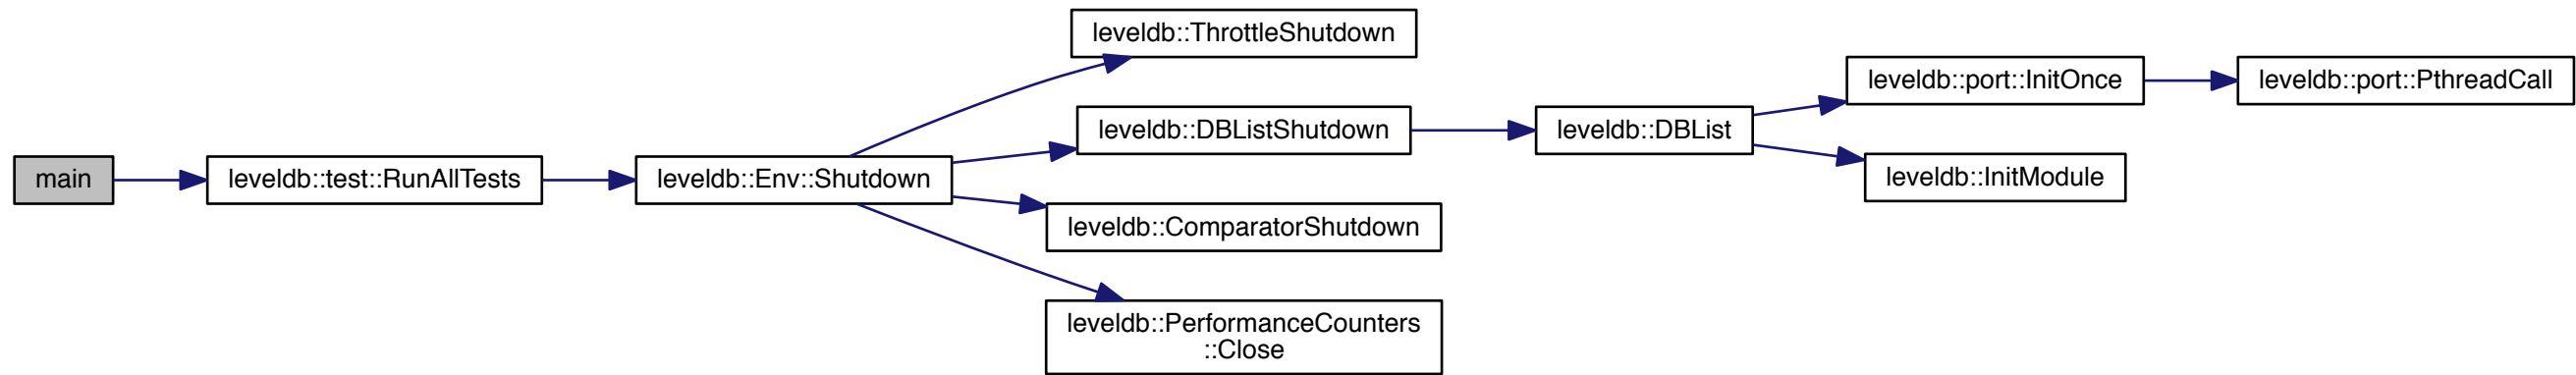 main
leveldb::test::RunAllTests
leveldb::Env::Shutdown
leveldb::ThrottleShutdown
leveldb::DBListShutdown
leveldb::ComparatorShutdown
leveldb::PerformanceCounters
::Close
leveldb::DBList
leveldb::port::InitOnce
leveldb::InitModule
leveldb::port::PthreadCall